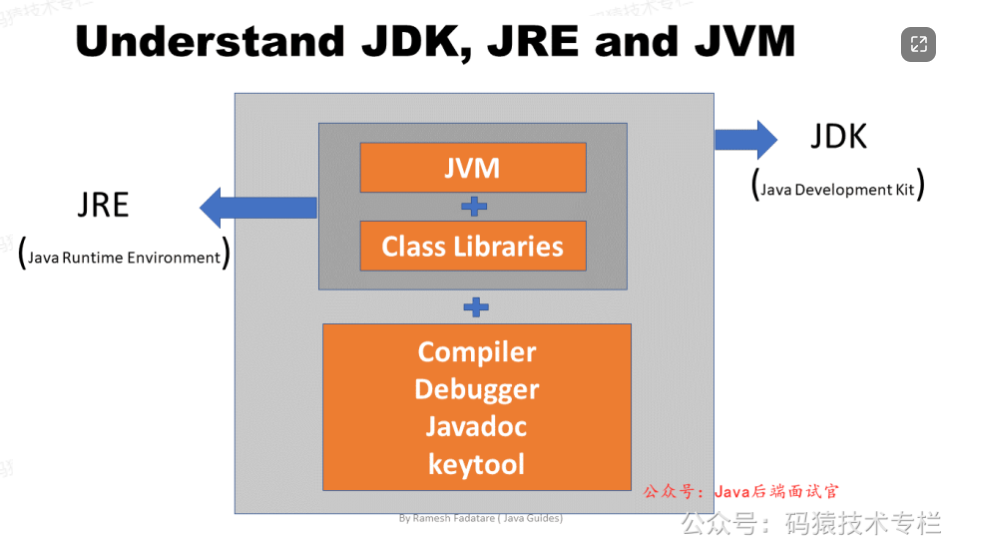 Understand JDK, JRE and JVM
JDK
(Java Development Kit)
JRE
(Java Runtime Environment)
JVM
+
Class Libraries
+
Compiler
Debugger
Javadoc
keytool
公众号：Java后端面试官
By Ramesh Fadatare ( Java Guides)
公众号：码猿技术专栏